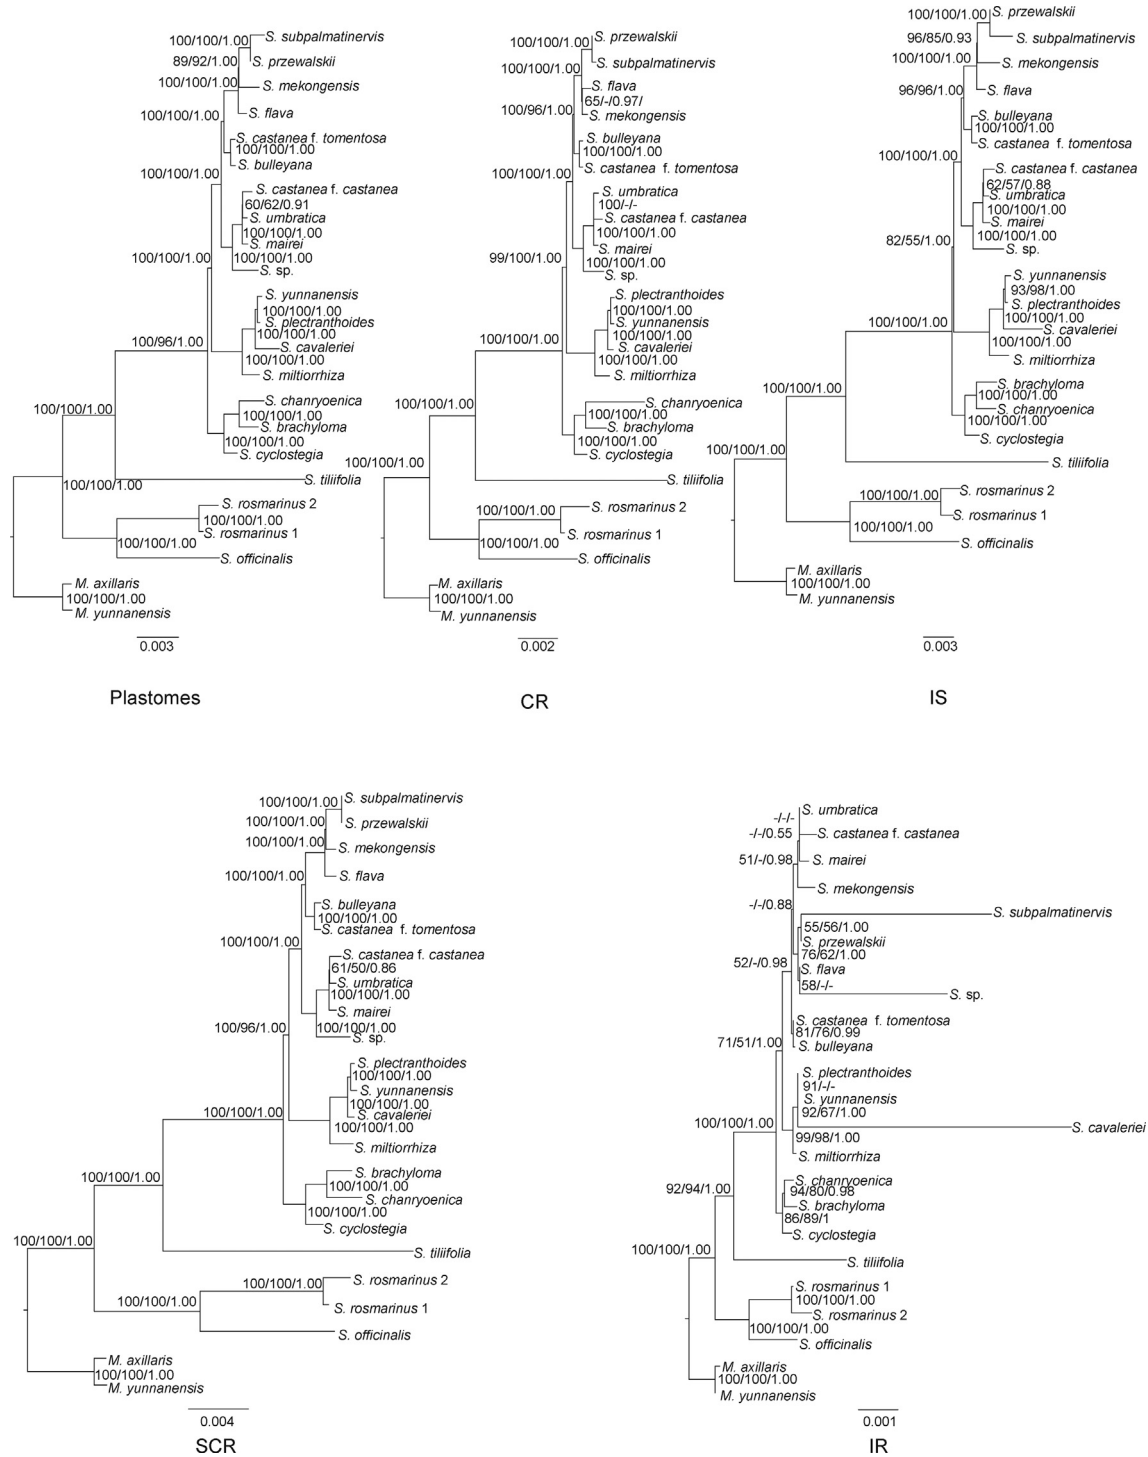 100/100/1.00
S. subpalmatinervis
89/92/1.00
S. przewalskii
100/100/1.00
S. mekongensis
100/100/1.00
S. flava
S. castanea f. tomentosa
100/100/1.00
S. bulleyana
100/100/1.00
S. castanea f. castanea
60/62/0.91
S. umbratica
100/100/1.00
S. mairei
100/100/1.00
100/100/1.00
S. sp.
S. yunnanensis
100/100/1.00
S. plectranthoides
100/100/1.00
100/96/1.00
S. cavaleriei
100/100/1.00
S. miltiorrhiza
S. chanryoenica
100/100/1.00
100/100/1.00
S. brachyloma
100/100/1.00
S. cyclostegia
S. tiliifolia
100/100/1.00
S. rosmarinus 2
100/100/1.00
S. rosmarinus 1
100/100/1.00
S. officinalis
M. axillaris
100/100/1.00
M. yunnanensis
0.003
Plastomes
S. przewalskii
100/100/1.00
S. subpalmatinervis
100/100/1.00
S. flava
65/-/0.97/
100/96/1.00
S. mekongensis
S. bulleyana
100/100/1.00
S. castanea f. tomentosa
100/100/1.00
S. umbratica
100/-/-
S. castanea f. castanea
100/100/1.00
S. mairei
99/100/1.00
100/100/1.00
S. sp.
S. plectranthoides
100/100/1.00
S. yunnanensis
100/100/1.00
S. cavaleriei
100/100/1.00
S. miltiorrhiza
100/100/1.00
S. chanryoenica
100/100/1.00
S. brachyloma
100/100/1.00
S. cyclostegia
100/100/1.00
S. tiliifolia
S. rosmarinus 2
100/100/1.00
S. rosmarinus 1
100/100/1.00
S. officinalis
M. axillaris
100/100/1.00
M. yunnanensis
0.002
CR
100/100/1.00
S. przewalskii
96/85/0.93
S. subpalmatinervis
100/100/1.00
S. mekongensis
96/96/1.00
S. flava
S. bulleyana
100/100/1.00
S. castanea f. tomentosa
100/100/1.00
S. castanea f. castanea
62/57/0.88
S. umbratica
100/100/1.00
S. mairei
100/100/1.00
82/55/1.00
S. sp.
S. yunnanensis
93/98/1.00
S. plectranthoides
100/100/1.00
100/100/1.00
S. cavaleriei
100/100/1.00
S. miltiorrhiza
S. brachyloma
100/100/1.00
100/100/1.00
S. chanryoenica
100/100/1.00
S. cyclostegia
100/100/1.00
S. tiliifolia
S. rosmarinus 2
100/100/1.00
S. rosmarinus 1
100/100/1.00
S. officinalis
M. axillaris
100/100/1.00
M. yunnanensis
0.003
IS
100/100/1.00
S. subpalmatinervis
100/100/1.00
S. przewalskii
100/100/1.00
S. mekongensis
100/100/1.00
S. flava
S. bulleyana
100/100/1.00
S. castanea f. tomentosa
100/100/1.00
S. castanea f. castanea
61/50/0.86
S. umbratica
100/100/1.00
S. mairei
100/96/1.00
100/100/1.00
S. sp.
S. plectranthoides
100/100/1.00
S. yunnanensis
100/100/1.00
100/100/1.00
S. cavaleriei
100/100/1.00
S. miltiorrhiza
S. brachyloma
100/100/1.00
100/100/1.00
S. chanryoenica
100/100/1.00
S. cyclostegia
100/100/1.00
S. tiliifolia
100/100/1.00
S. rosmarinus 2
100/100/1.00
S. rosmarinus 1
S. officinalis
M. axillaris
100/100/1.00
M. yunnanensis
0.004
SCR
S. umbratica
-/-/-
-/-/0.55
S. castanea f. castanea
51/-/0.98
S. mairei
S. mekongensis
-/-/0.88
S. subpalmatinervis
55/56/1.00
S. przewalskii
76/62/1.00
52/-/0.98
S. flava
58/-/-
S. sp.
S. castanea f. tomentosa
81/76/0.99
71/51/1.00
S. bulleyana
S. plectranthoides
91/-/-
S. yunnanensis
92/67/1.00
100/100/1.00
S. cavaleriei
99/98/1.00
S. miltiorrhiza
S. chanryoenica
92/94/1.00
94/80/0.98
S. brachyloma
86/89/1
S. cyclostegia
100/100/1.00
S. tiliifolia
S. rosmarinus 1
100/100/1.00
S. rosmarinus 2
100/100/1.00
S. officinalis
M. axillaris
100/100/1.00
M. yunnanensis
0.001
IR